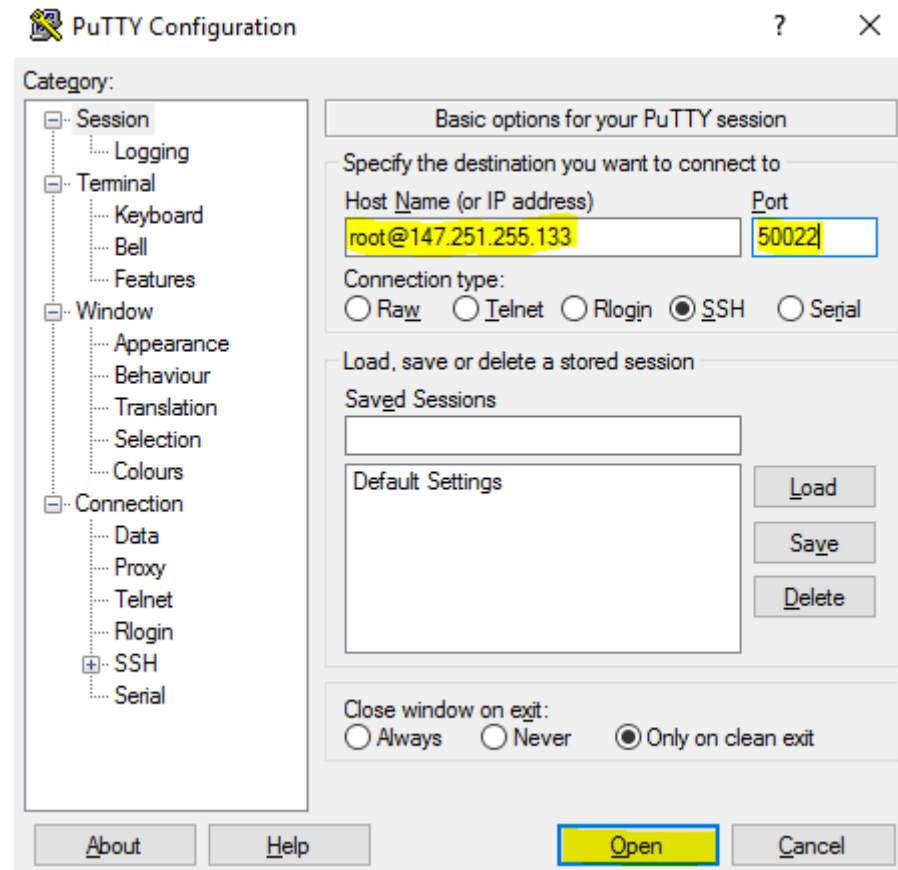 PuTTY Configuration
?
Category:
Session
Logging
Terminal
Keyboard
Bell
Features
Window
Appearance
Behaviour
Translation
Selection
Colours
Connection
Data
Proxy
Telnet
Rlogin
SSH
Serial
Basic options for your PuTTY session
Specify the destination you want to connect to
Host Name (or IP address) Port
root@147.251.255.133 50022
Connection type:
Raw Telnet Rlogin SSH Serial
Load, save or delete a stored session
Saved Sessions
Default Settings
Load
Save
Delete
Close window on exit:
Always Never Only on clean exit
About Help Open Cancel